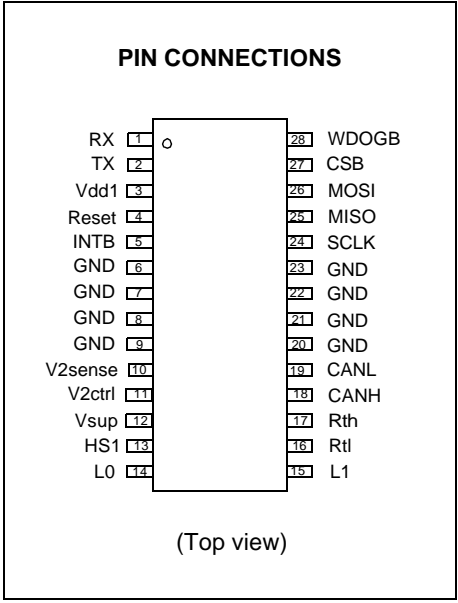 PIN CONNECTIONS
RX 1 28 WDOGB
TX 2 27 CSB
Vdd1 3 26 MOSI
Reset 4 25 MISO
INTB 5 24 SCLK
GND 6 23 GND
GND 7 22 GND
GND 8 21 GND
GND 9 20 GND
V2sense 10 19 CANL
V2ctrl 11 18 CANH
Vsup 12 17 Rth
HS1 13 16 Rtl
L0 14 15 L1
(Top view)